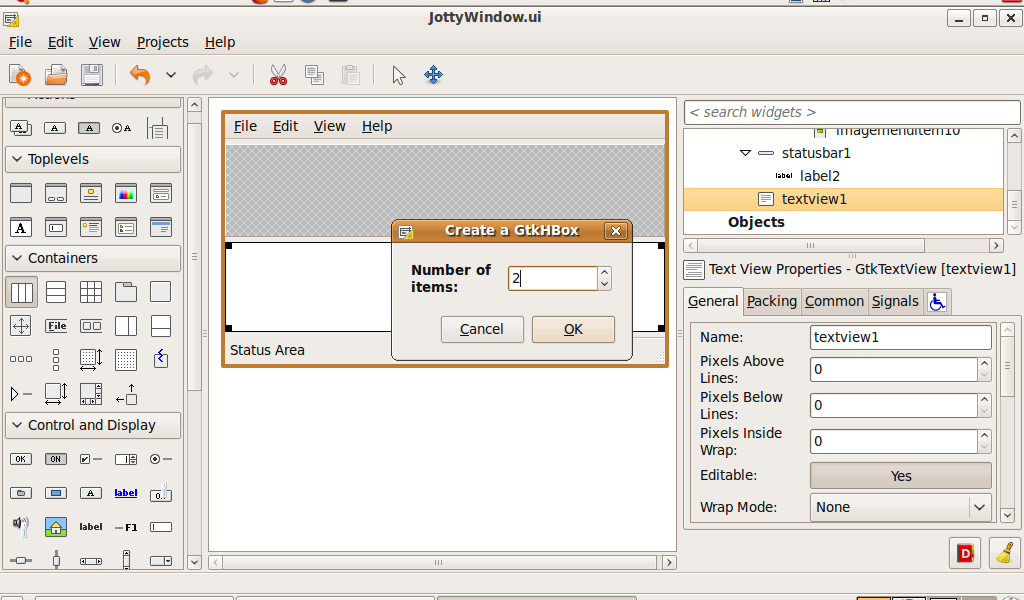 JottyWindow.ui
File Edit View Projects Help
Toplevels
Containers
File
Control and Display
OK ON
label
label F1
File Edit View Help
Status Area
Create a GtkHBox
Number of
items:
2
Cancel OK
< search widgets >
imagemenuitem10
statusbar1
label label2
textview1
Objects
Text View Properties - GtkTextView [textview1]
General Packing Common Signals
Name: textview1
Pixels Above
Lines: 0
Pixels Below
Lines: 0
Pixels Inside
Wrap: 0
Editable: Yes
Wrap Mode: None